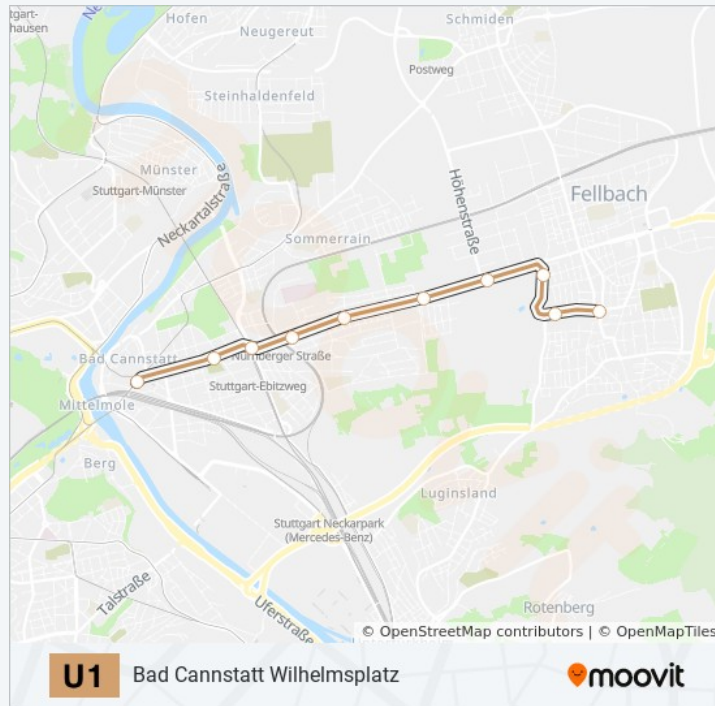 tgart-
hausen
Hofen
Neugereut
Schmiden
Postweg
Steinhaldenfeld
Münster
Stuttgart-Münster
Neckartalstraße
Höhenstraße
Fellbach
Sommerrain
Bad Cannstatt
Nürnberger Straße
Stuttgart-Ebitzweg
Mittelmole
Berg
Luginsland
Stuttgart Neckarpark
(Mercedes-Benz)
Talstraße
Uferstraße
Rotenberg
© OpenStreetMap contributors | © OpenMapTiles
U1 Bad Cannstatt Wilhelmsplatz moovit